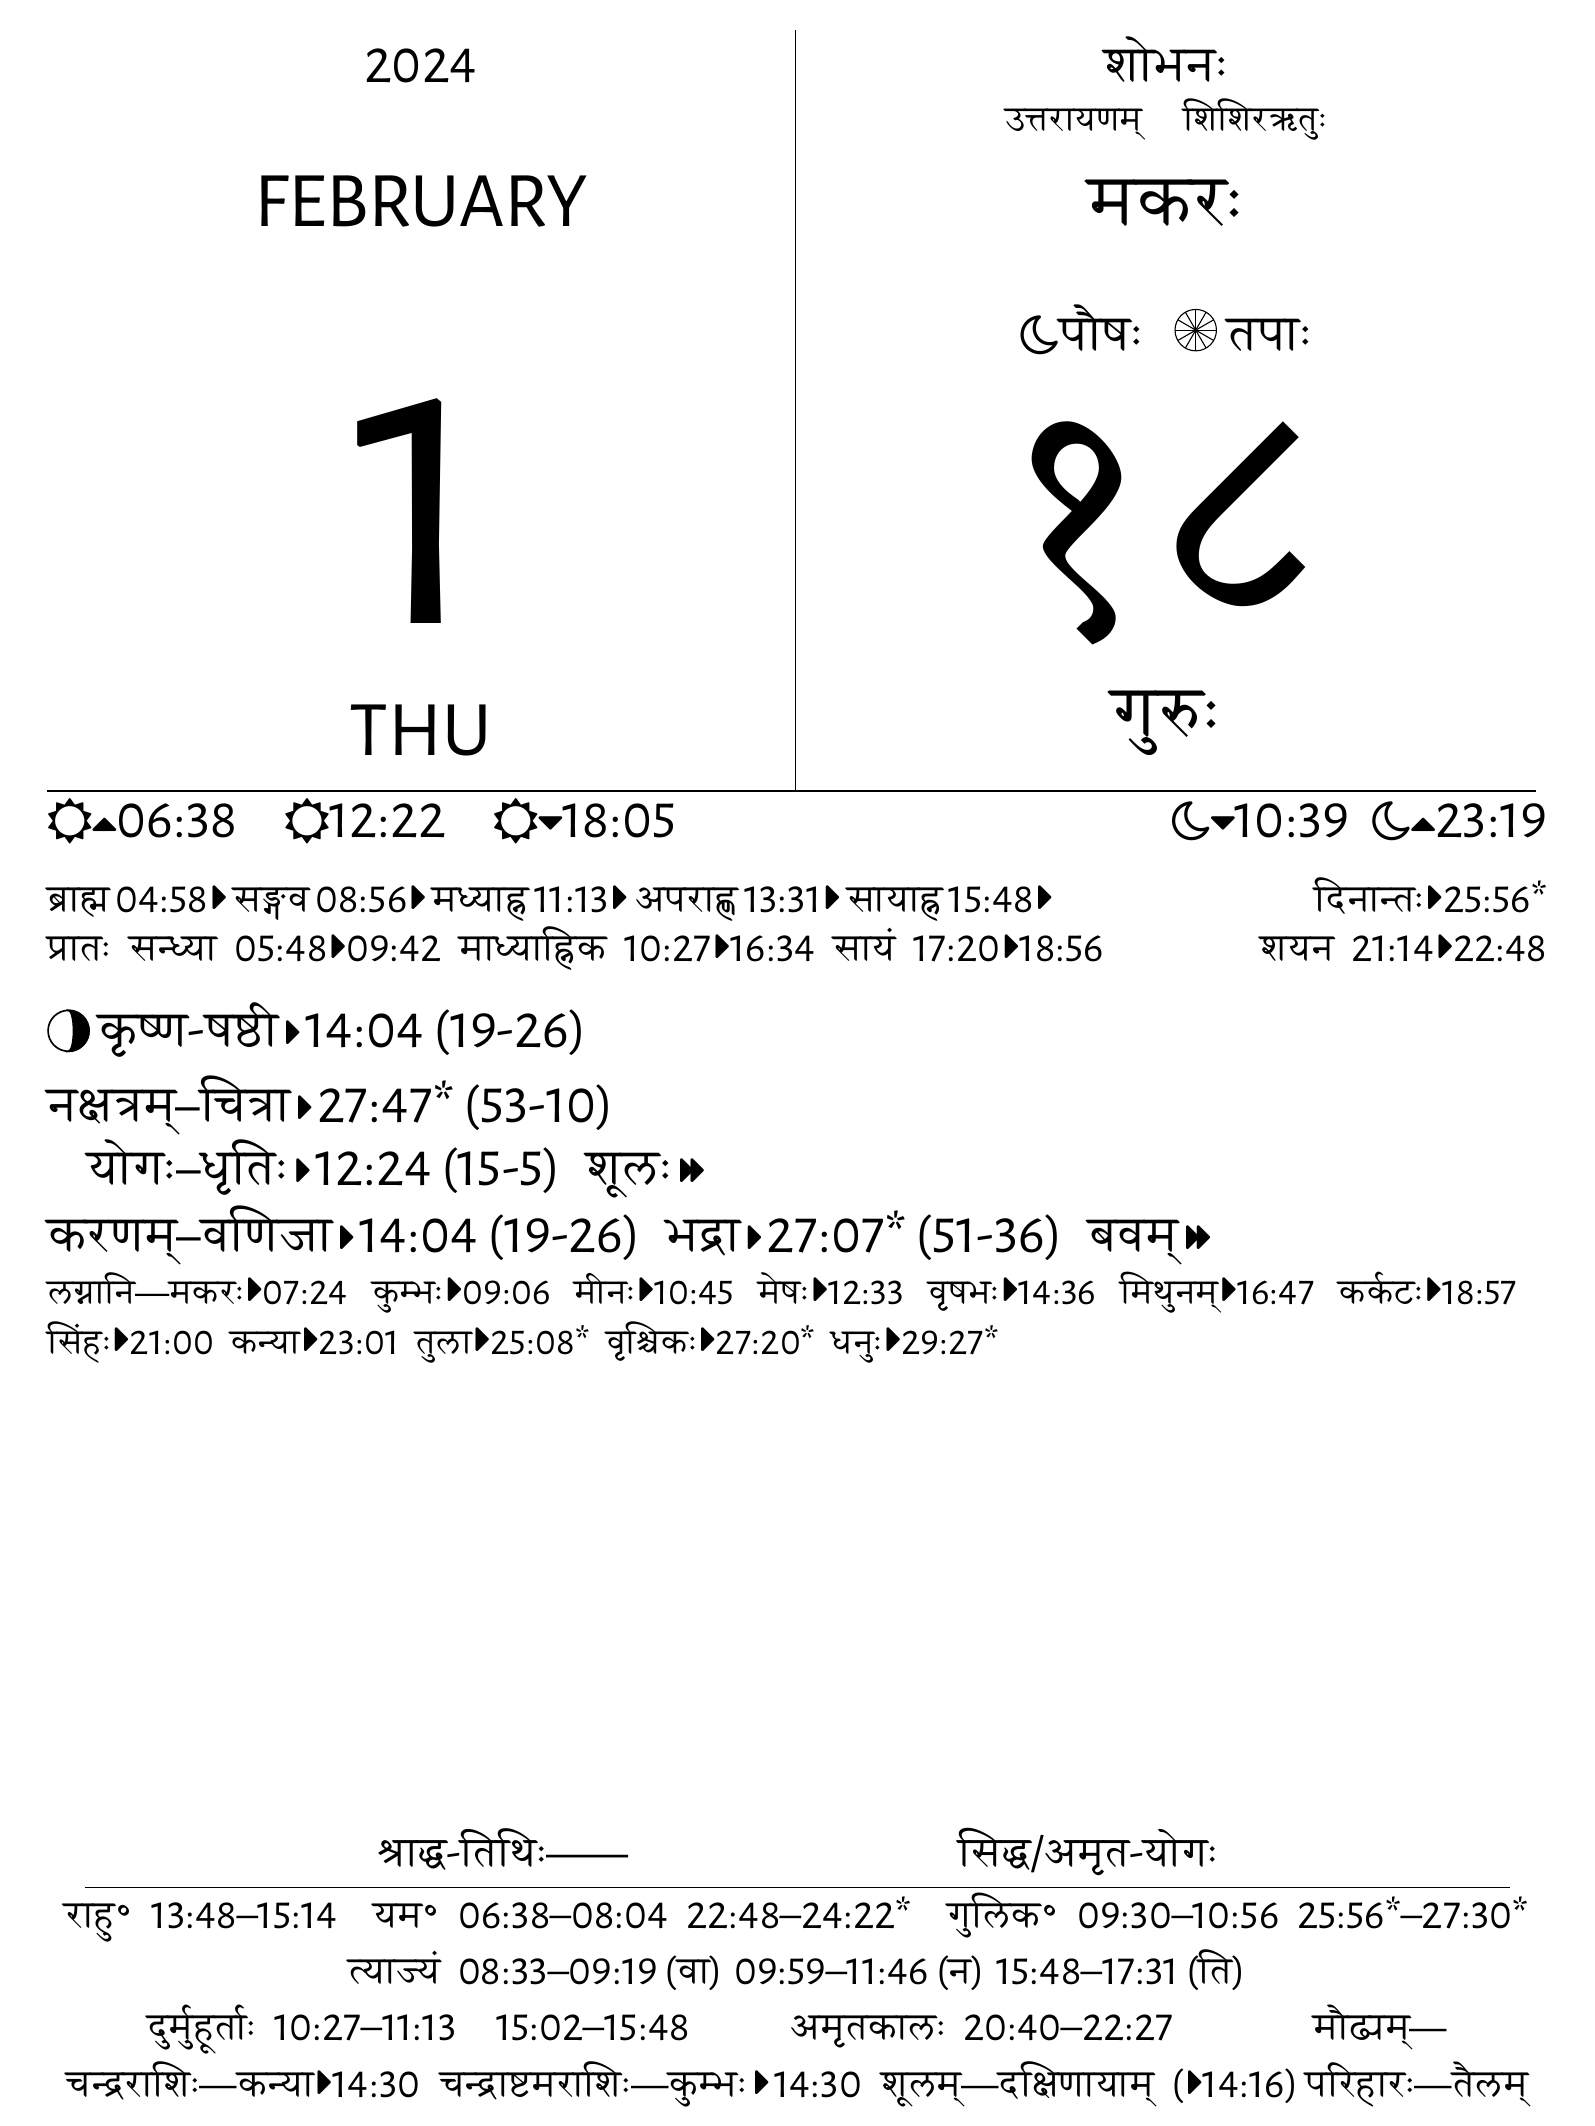 2024
FEBRUARY
1
THU
शोभनः
उत्तरायणम् शिशिरऋतुः
मकरः
पौषः तपाः
१८
गुरुः
06:38 12:22 18:05 10:39 23:19
ब्राह्म 04:58 सङ्गव 08:56 मध्याह्न 11:13 अपराह्ण 13:31 सायाह्न 15:48 दिनान्तः 25:56*
प्रातः सन्ध्या 05:48 09:42 माध्याह्निक 10:27 16:34 सायं 17:20 18:56 शयन 21:14 22:48
कृष्ण-षष्ठी 14:04 (19-26)
नक्षत्रम्–चित्रा 27:47* (53-10)
योगः–धृतिः 12:24 (15-5) शूलः
करणम्–वणिजा 14:04 (19-26) भद्रा 27:07* (51-36) बवम्
लग्नानि—मकरः 07:24 कुम्भः 09:06 मीनः 10:45 मेषः 12:33 वृषभः 14:36 मिथुनम् 16:47 कर्कटः 18:57
सिंहः 21:00 कन्या 23:01 तुला 25:08* वृश्चिकः 27:20* धनुः 29:27*
श्राद्ध-तिथिः—— सिद्ध/अमृत-योगः
राहु॰ 13:48–15:14 यम॰ 06:38–08:04 22:48–24:22* गुलिक॰ 09:30–10:56 25:56*–27:30*
त्याज्यं 08:33–09:19 (वा) 09:59–11:46 (न) 15:48–17:31 (ति)
दुर्मुहूर्ताः 10:27–11:13 15:02–15:48 अमृतकालः 20:40–22:27 मौढ्यम्—
चन्द्रराशिः—कन्या 14:30 चन्द्राष्टमराशिः—कुम्भः 14:30 शूलम्—दक्षिणायाम् (14:16) परिहारः—तैलम्